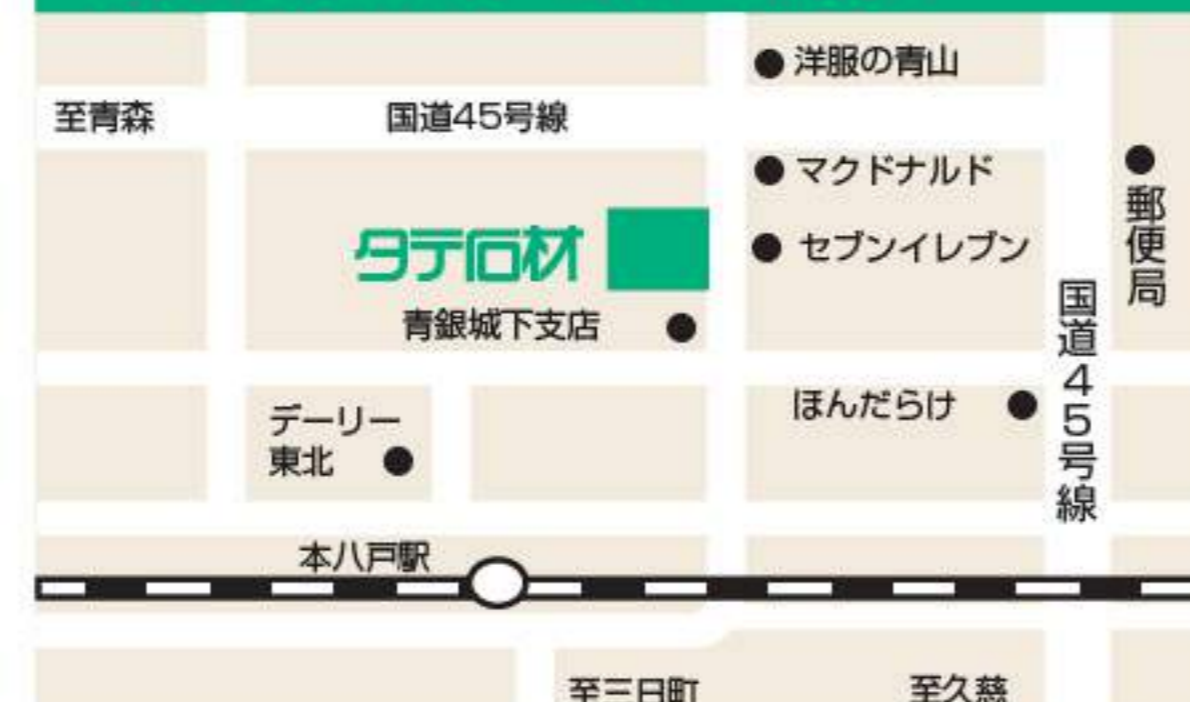 洋服の青山
至青森
国道45号線
マクドナルド
郵便局
タテ石材
セブンイレブン
青銀城下支店
国道45号線
ほんだらけ
デーリー
東北
本八戸駅
至三日町
至久慈